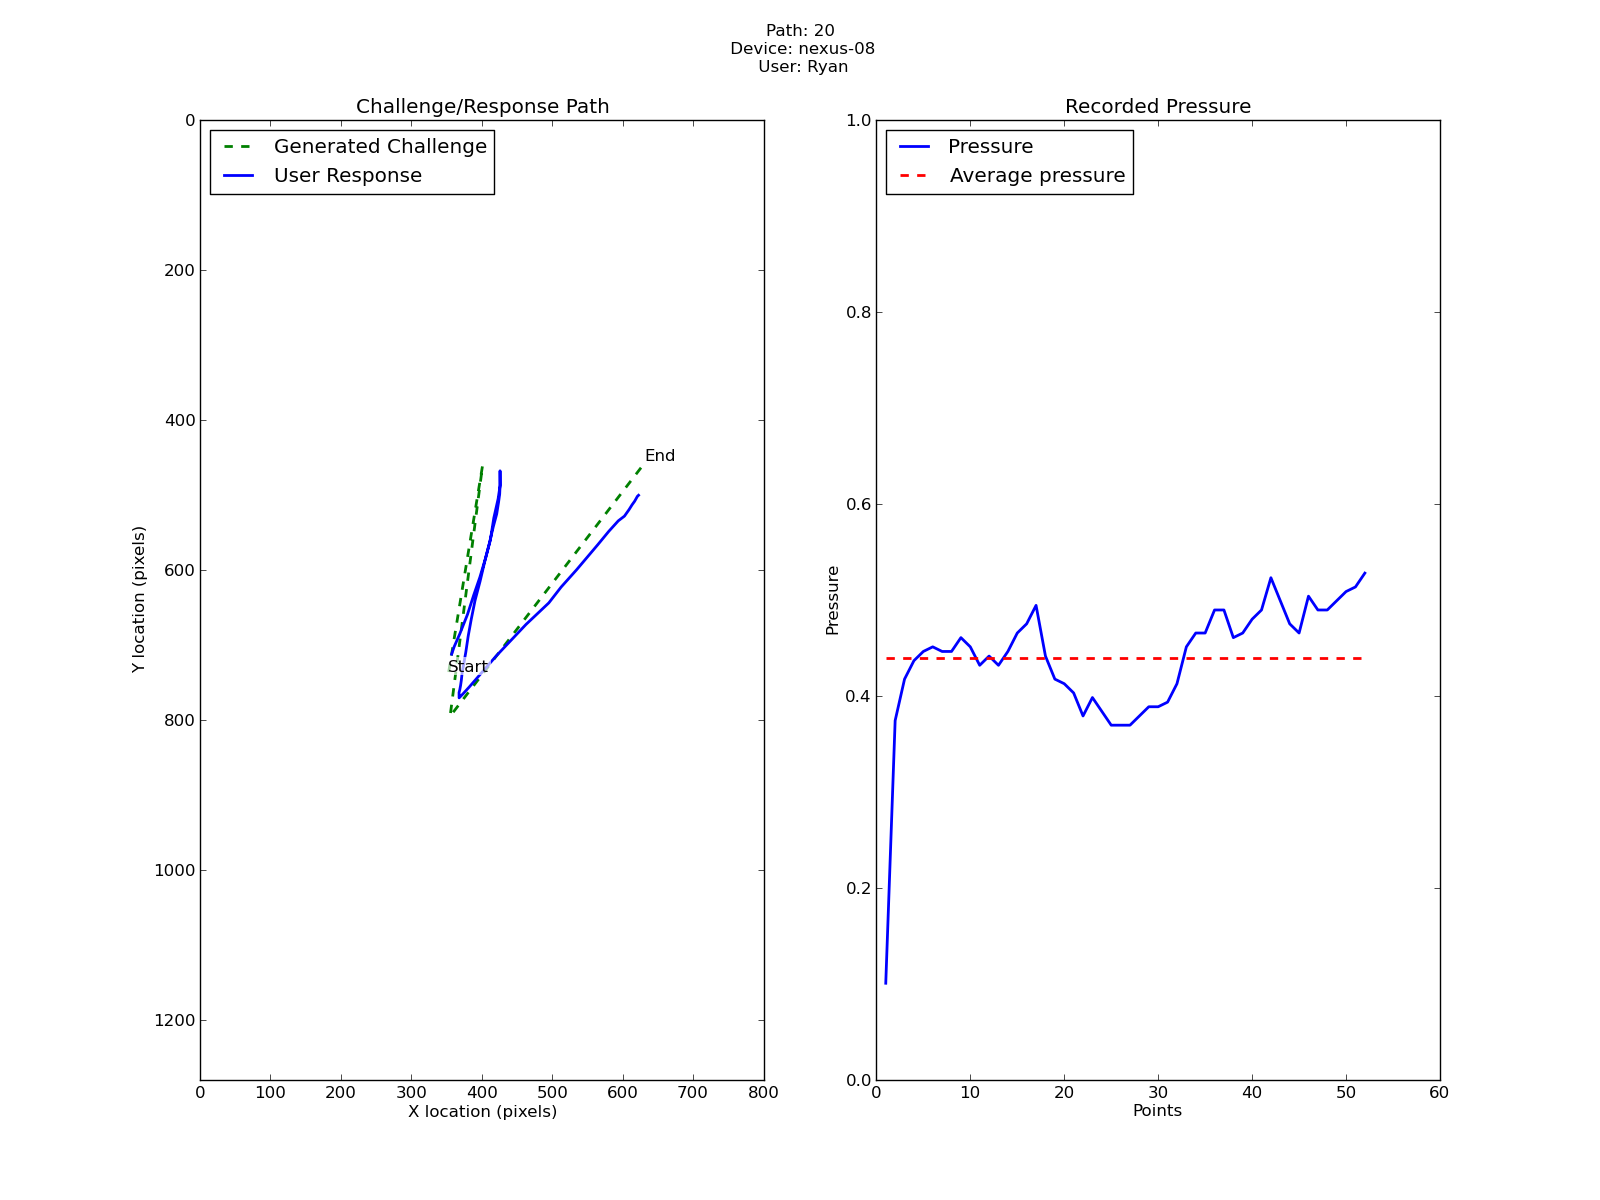 Path: 20
Device: nexus-08
User: Ryan
Challenge/Response Path
Generated Challenge
User Response
0
200
400
600
800
1000
1200
Y location (pixels)
End
Start
0 100 200 300 400 500 600 700 800
X location (pixels)
Recorded Pressure
Pressure
Average pressure
1.0
0.8
0.6
0.4
0.2
0.0
Pressure
0 10 20 30 40 50 60
Points